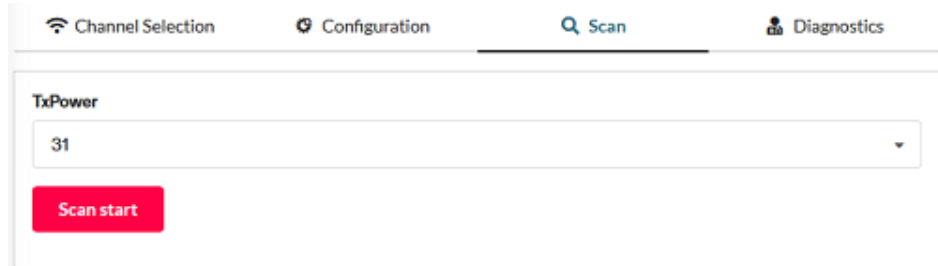 Channel Selection Configuration Scan Diagnostics
TxPower
31
Scan start